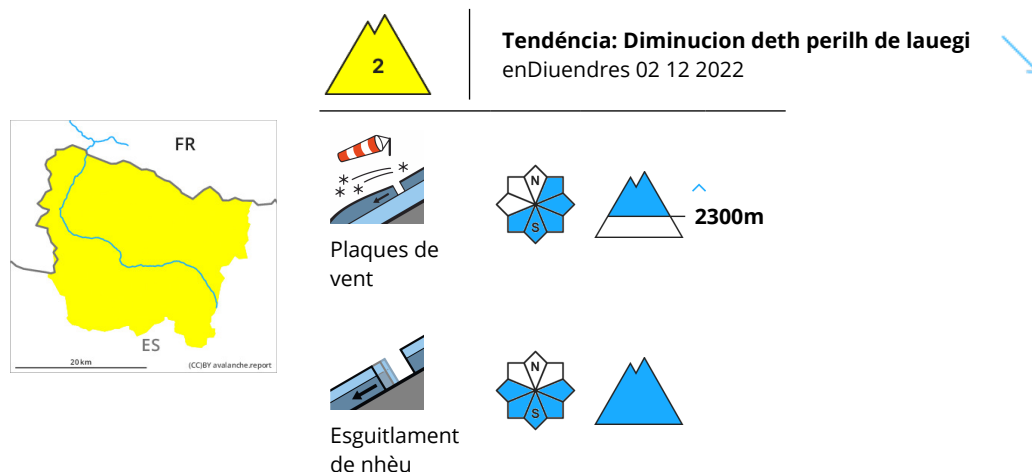 2
Tendéncia: Diminucion deth perilh de lauegi
enDiuendres 02 12 2022
FR
ES
20 km
(CC)BY avalanche.report
N
S
2300m
Plaques de
vent
N
S
Esguitlament
de nhèu